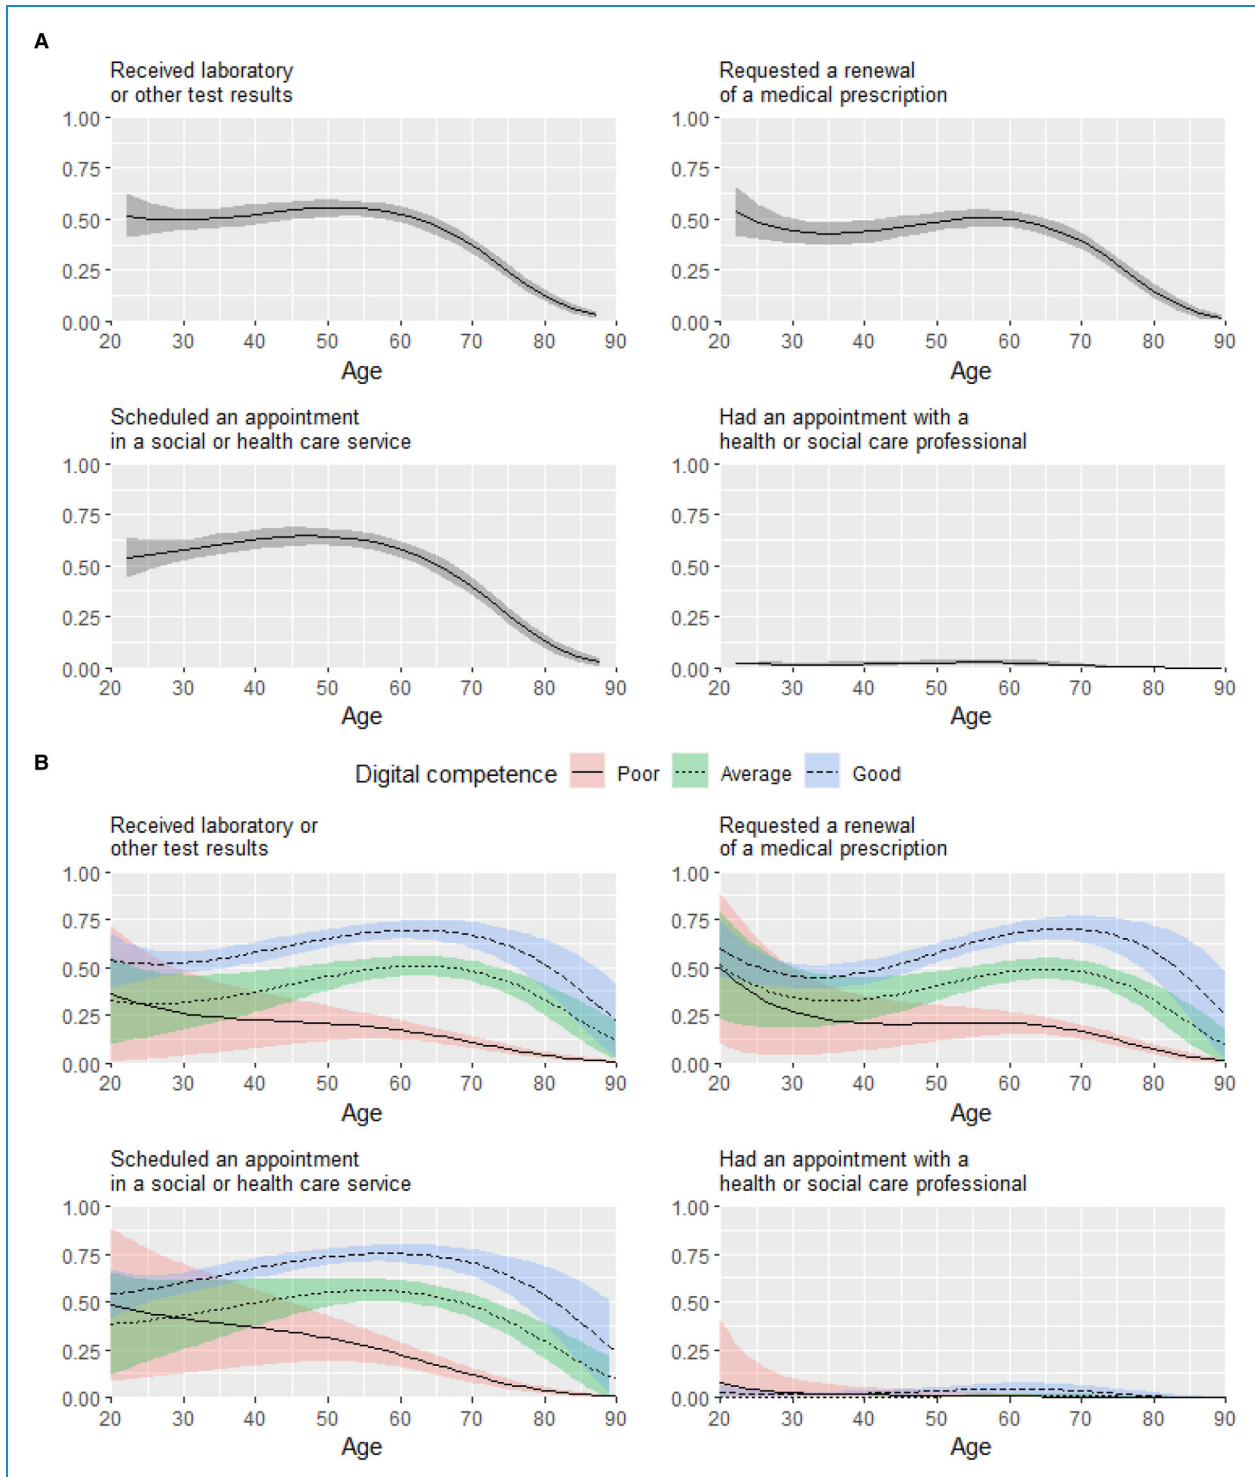 A
Received laboratory
or other test results
1.00
0.75
0.50
0.25
0.00
20 30 40 50 60 70 80 90
Age
Requested a renewal
of a medical prescription
1.00
0.75
0.50
0.25
0.00
20 30 40 50 60 70 80 90
Age
Scheduled an appointment
in a social or health care service
1.00
0.75
0.50
0.25
0.00
20 30 40 50 60 70 80 90
Age
Had an appointment with a
health or social care professional
1.00
0.75
0.50
0.25
0.00
20 30 40 50 60 70 80 90
Age
B
Digital competence Poor Average Good
Received laboratory or
other test results
1.00
0.75
0.50
0.25
0.00
20 30 40 50 60 70 80 90
Age
Requested a renewal
of a medical prescription
1.00
0.75
0.50
0.25
0.00
20 30 40 50 60 70 80 90
Age
Scheduled an appointment
in a social or health care service
1.00
0.75
0.50
0.25
0.00
20 30 40 50 60 70 80 90
Age
Had an appointment with a
health or social care professional
1.00
0.75
0.50
0.25
0.00
20 30 40 50 60 70 80 90
Age